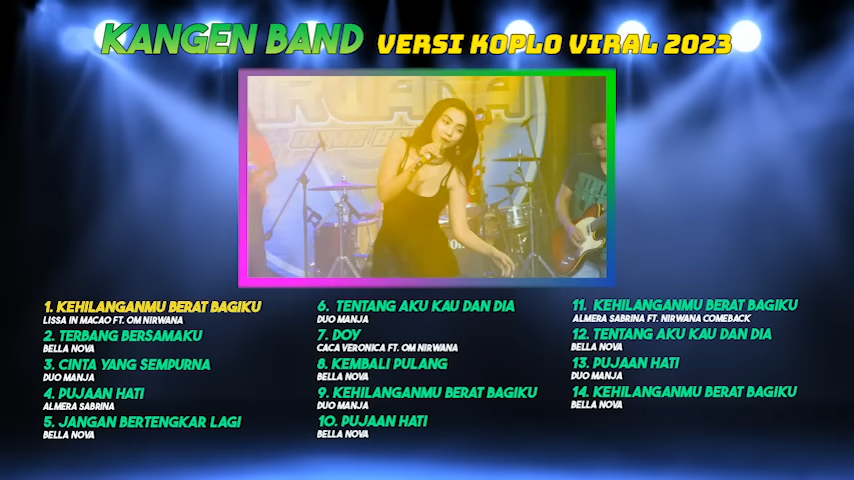 KANGEN BAND VERSI KOPLO VIRAL 2023
1. KEHILANGANMU BERAT BAGIKU
LISSA IN MACAO FT. OM NIRWANA
2. TERBANG BERSAMAKU
BELLA NOVA
3. CINTA YANG SEMPURNA
DUO MANJA
4. PUJAAN HATI
ALMERA SABRINA
5. JANGAN BERTENGKAR LAGI
BELLA NOVA
6. TENTANG AKU KAU DAN DIA
DUO MANJA
7. DOY
CACA VERONICA FT. OM NIRWANA
8. KEMBALI PULANG
BELLA NOVA
9. KEHILANGANMU BERAT BAGIKU
DUO MANJA
10. PUJAAN HATI
BELLA NOVA
11. KEHILANGANMU BERAT BAGIKU
ALMERA SABRINA FT. NIRWANA COMEBACK
12. TENTANG AKU KAU DAN DIA
BELLA NOVA
13. PUJAAN HATI
DUO MANJA
14. KEHILANGANMU BERAT BAGIKU
BELLA NOVA